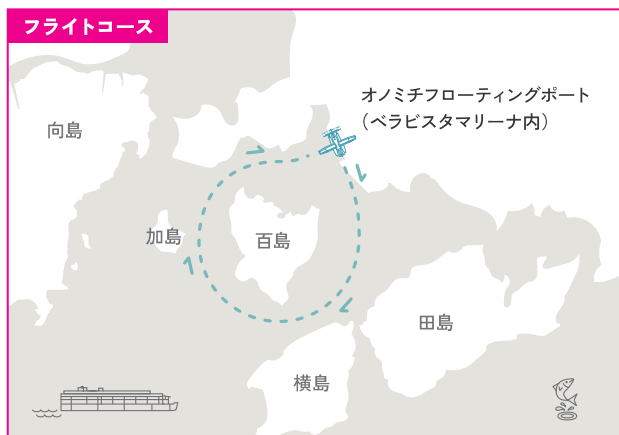 フライトコース
オノミチフローティングポート
（ベラビスタマリーナ内）
向島
加島
百島
田島
横島